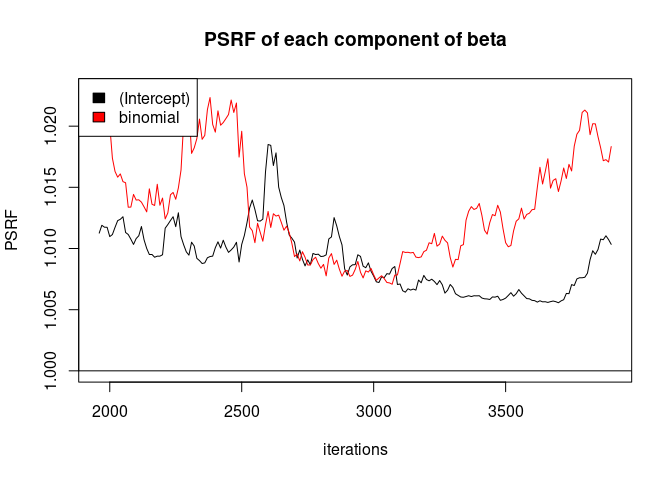 PSRF of each component of beta
(Intercept)
binomial
PSRF
1.020
1.015
1.010
1.005
1.000
2000 2500 3000 3500
iterations